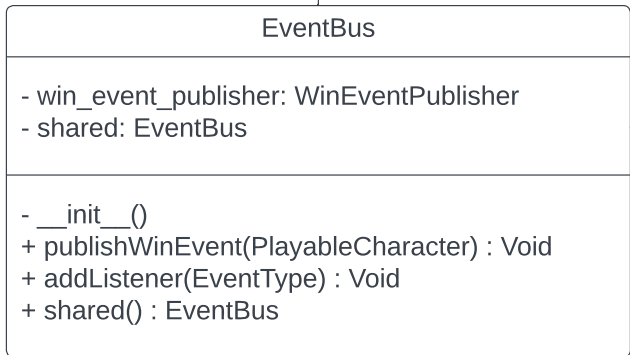 EventBus
- win_event_publisher: WinEventPublisher
- shared: EventBus
- __init__()
+ publishWinEvent(PlayableCharacter) : Void
+ addListener(EventType) : Void
+ shared() : EventBus